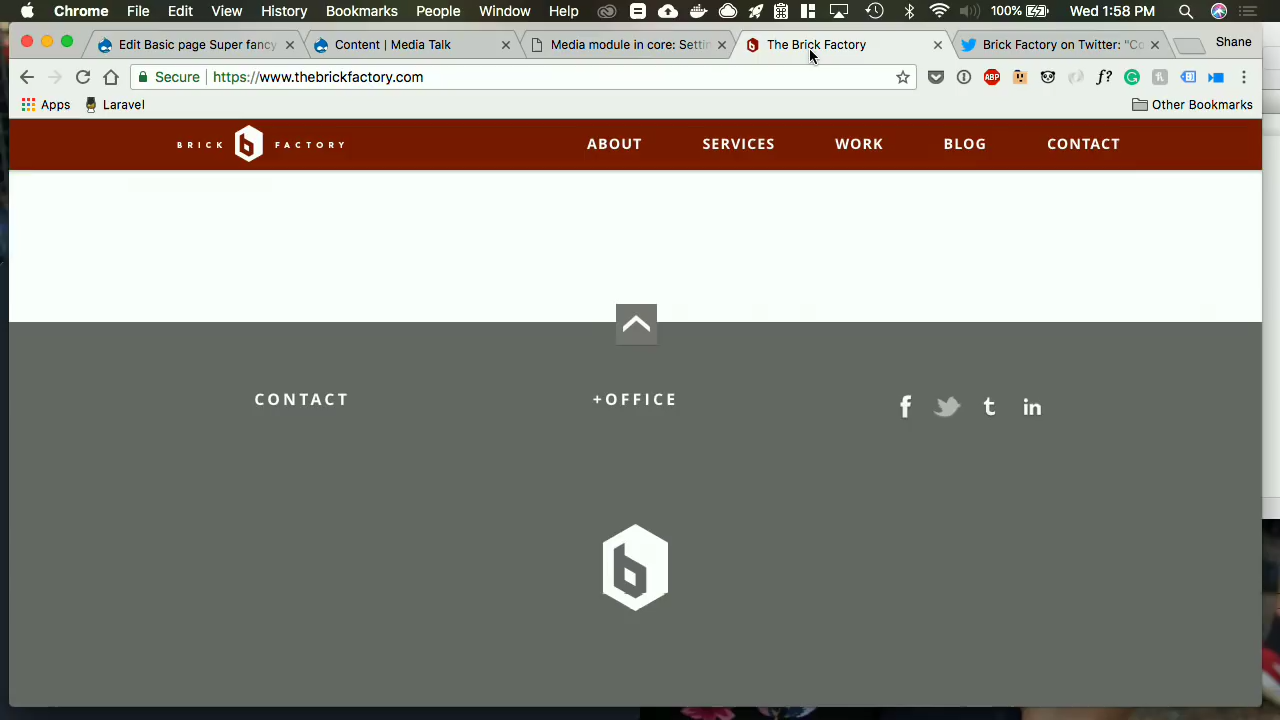 Chrome File Edit View History Bookmarks People Window Help 100% Wed 1:58 PM
Edit Basic page Super fancy
Content | Media Talk
Media module in core: Settin
The Brick Factory
Brick Factory on Twitter: "Co
Shane
Secure https://www.thebrickfactory.com
ABP f?
Apps Laravel Other Bookmarks
BRICK b FACTORY ABOUT SERVICES WORK BLOG CONTACT
CONTACT +OFFICE f t in
b